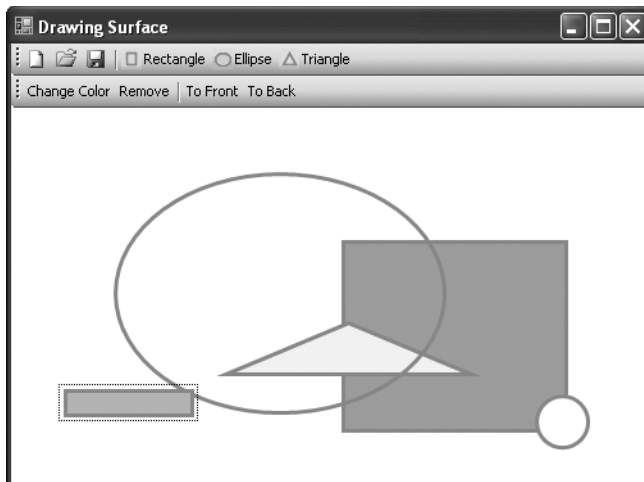 Drawing Surface
Rectangle Ellipse Triangle
Change Color Remove To Front To Back